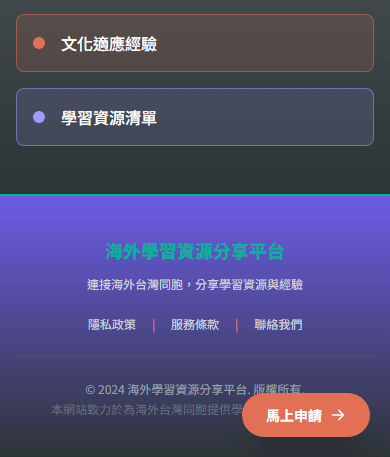 文化適應經驗
學習資源清單
海外學習資源分享平台
連接海外台灣同胞，分享學習資源與經驗
隱私政策 | 服務條款 | 聯絡我們
© 2024 海外學習資源分享平台. 版權所有.
本網站致力於為海外台灣同胞提供學
馬上申請 →